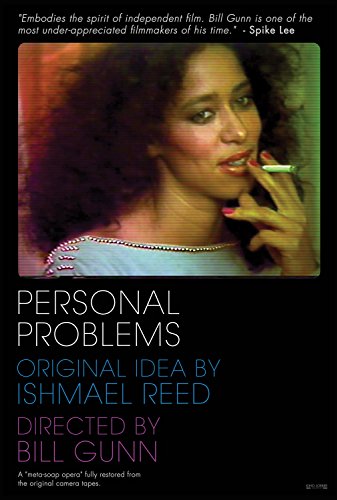 "Embodies the spirit of independent film. Bill Gunn is one of the
most under-appreciated filmmakers of his time." - Spike Lee
PERSONAL
PROBLEMS
ORIGINAL IDEA BY
ISHMAEL REED
DIRECTED BY
BILL GUNN
A "meta-soap opera" fully restored from
the original camera tapes.
KINO LORBER